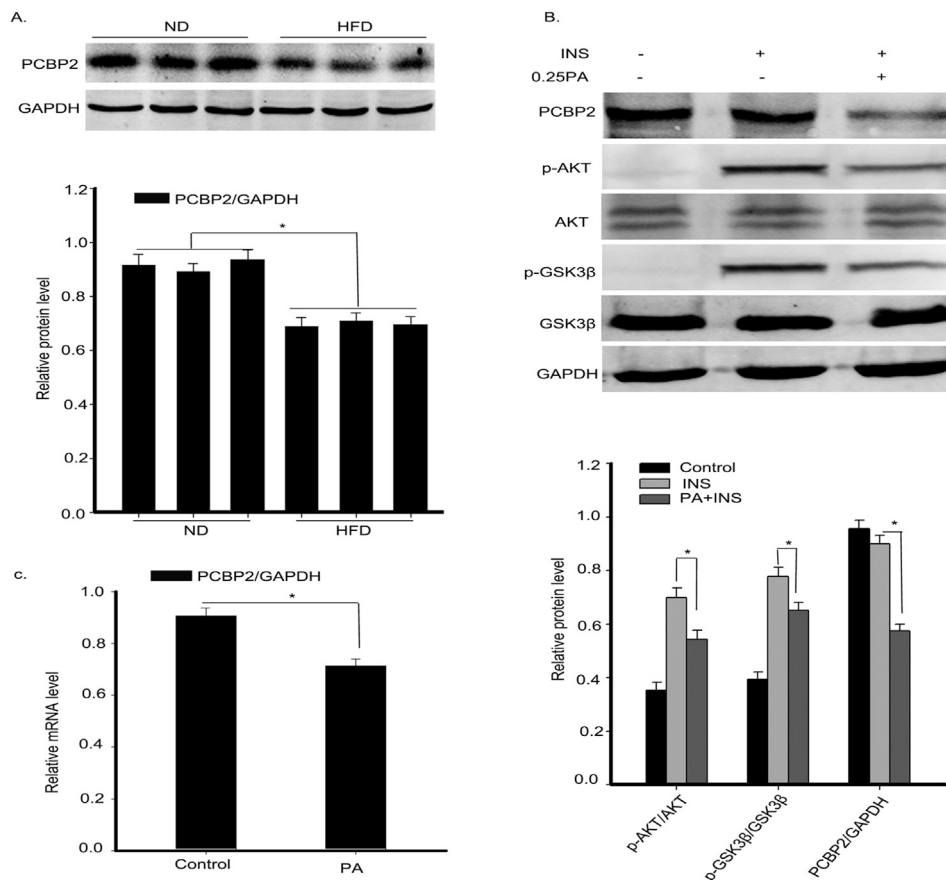 A.
ND HFD
PCBP2
GAPDH
PCBP2/GAPDH
Relative protein level
1.2
1.0
0.8
0.6
0.4
0.2
0.0
*
ND HFD
B.
INS - + +
0.25PA - - +
PCBP2
p-AKT
AKT
p-GSK3β
GSK3β
GAPDH
Control
INS
PA+INS
Relative protein level
1.2
1.0
0.8
0.6
0.4
0.2
0.0
* * *
p-AKT/AKT
p-GSK3β/GSK3β
PCBP2/GAPDH
c.
PCBP2/GAPDH
Relative mRNA level
1.0
0.8
0.6
0.4
0.2
0.0
*
Control PA